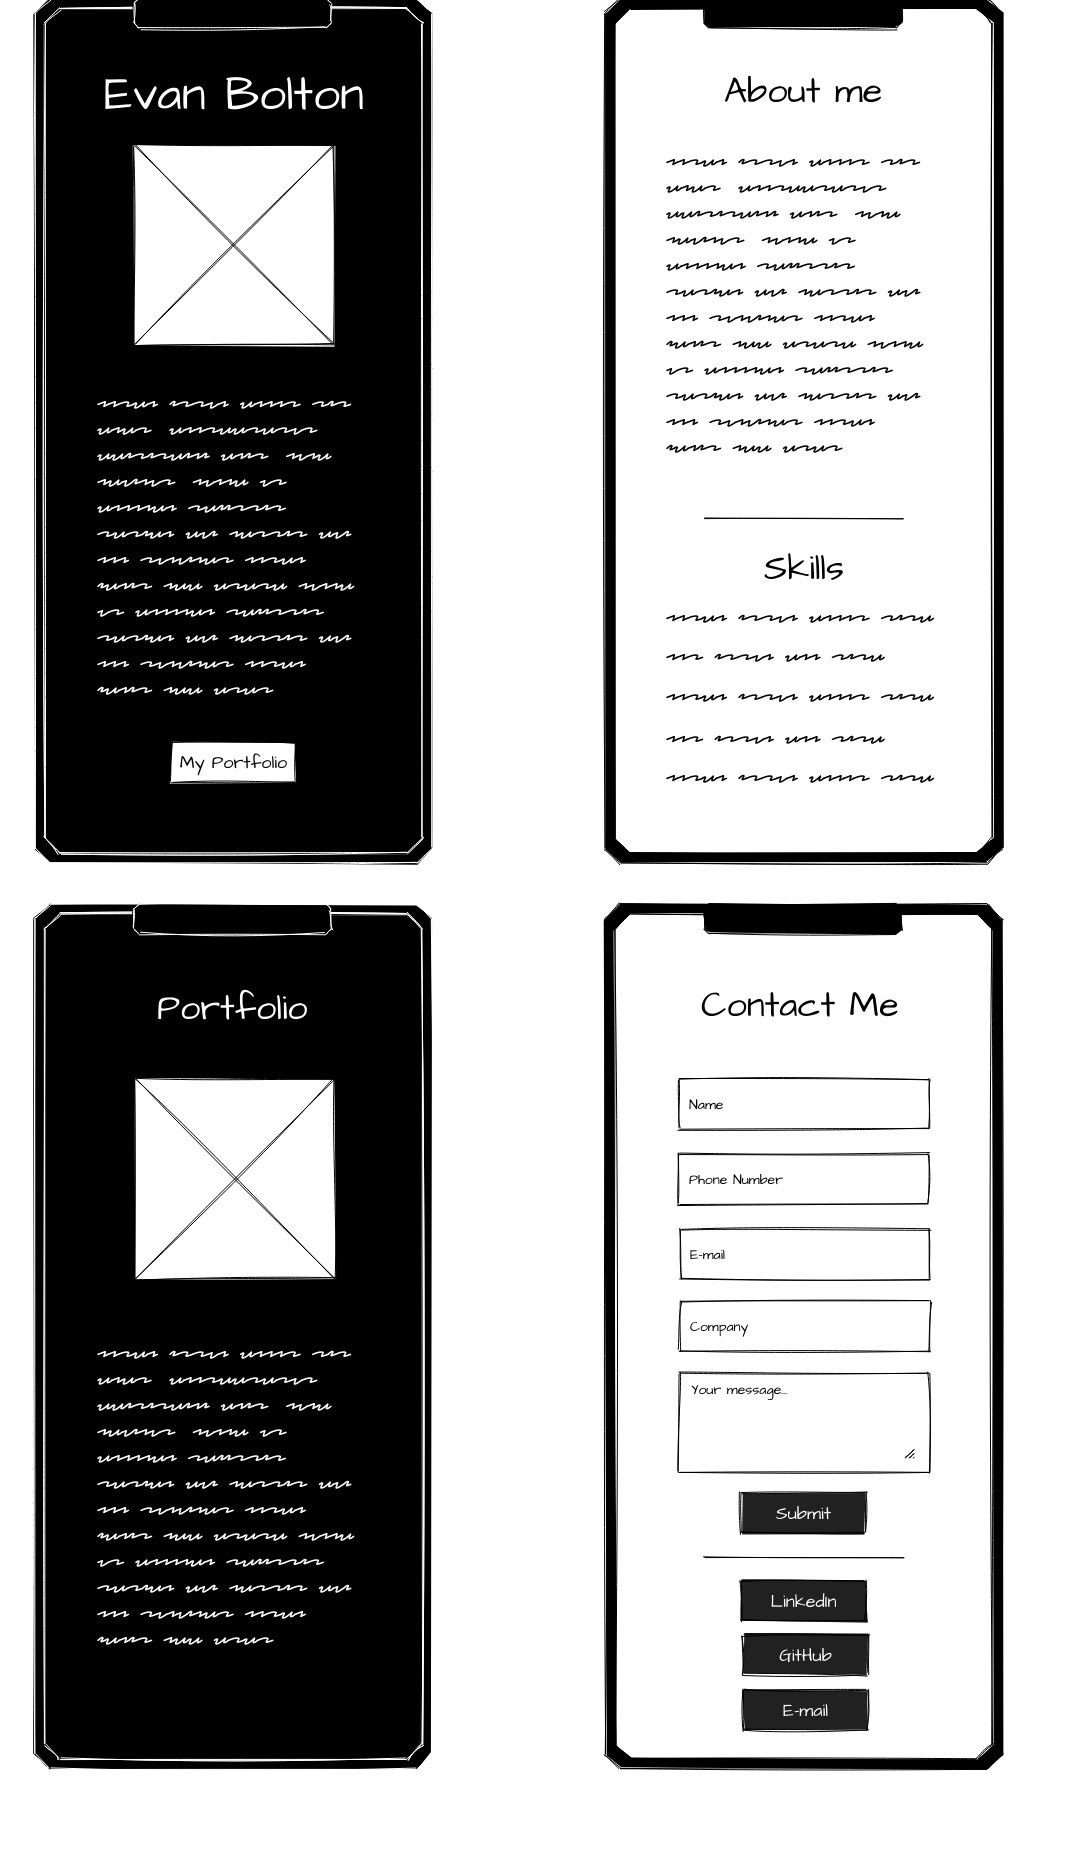 Evan Bolton
My Portfolio
About me
Skills
Portfolio
Contact Me
Name
Phone Number
E-mail
Company
Your message...
Submit
LinkedIn
GitHub
E-mail